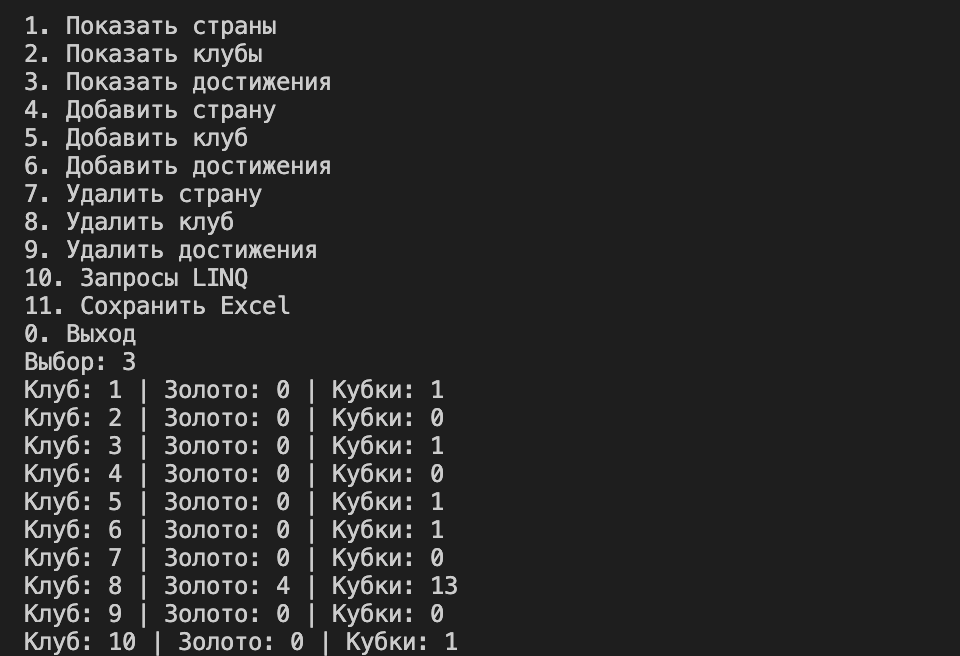 1. Показать страны
2. Показать клубы
3. Показать достижения
4. Добавить страну
5. Добавить клуб
6. Добавить достижения
7. Удалить страну
8. Удалить клуб
9. Удалить достижения
10. Запросы LINQ
11. Сохранить Excel
0. Выход
Выбор: 3
Клуб: 1 | Золото: 0 | Кубки: 1
Клуб: 2 | Золото: 0 | Кубки: 0
Клуб: 3 | Золото: 0 | Кубки: 1
Клуб: 4 | Золото: 0 | Кубки: 0
Клуб: 5 | Золото: 0 | Кубки: 1
Клуб: 6 | Золото: 0 | Кубки: 1
Клуб: 7 | Золото: 0 | Кубки: 0
Клуб: 8 | Золото: 4 | Кубки: 13
Клуб: 9 | Золото: 0 | Кубки: 0
Клуб: 10 | Золото: 0 | Кубки: 1